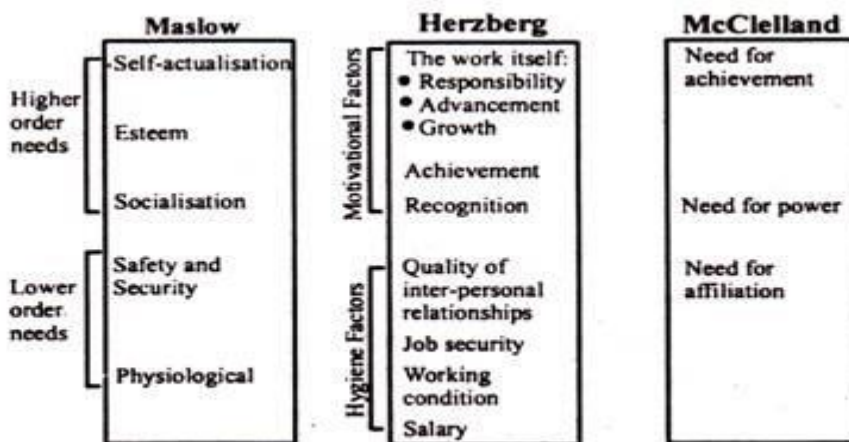 Maslow
Higher
order
needs
Self-actualisation
Esteem
Socialisation
Lower
order
needs
Safety and
Security
Physiological
Herzberg
Motivational Factors
The work itself:
• Responsibility
• Advancement
• Growth
Achievement
Recognition
Hygiene Factors
Quality of
inter-personal
relationships
Job security
Working
condition
Salary
McClelland
Need for
achievement
Need for power
Need for
affiliation